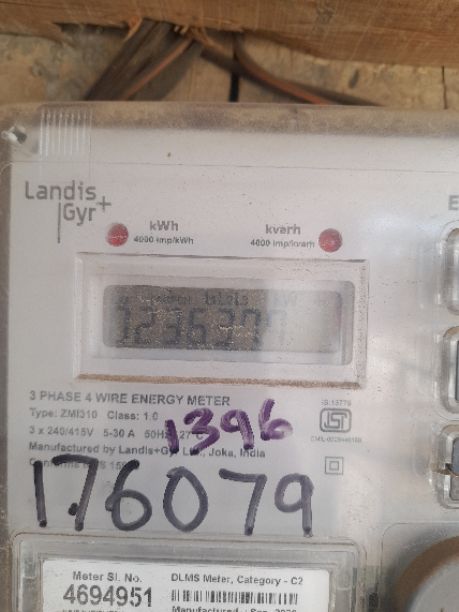 Landis
Gyr+
E
kWh
4000 imp/kWh
kvarh
4000 imp/kvarh
3 PHASE 4 WIRE ENERGY METER
IS:13779
Type: ZMI310 Class: 1.0
3 x 240/415V 5-30 A 50Hz
1396
Manufactured by Landis+Gyr Joka, India
176079
Meter Sl. No.
DLMS Meter, Category - C2
4694951